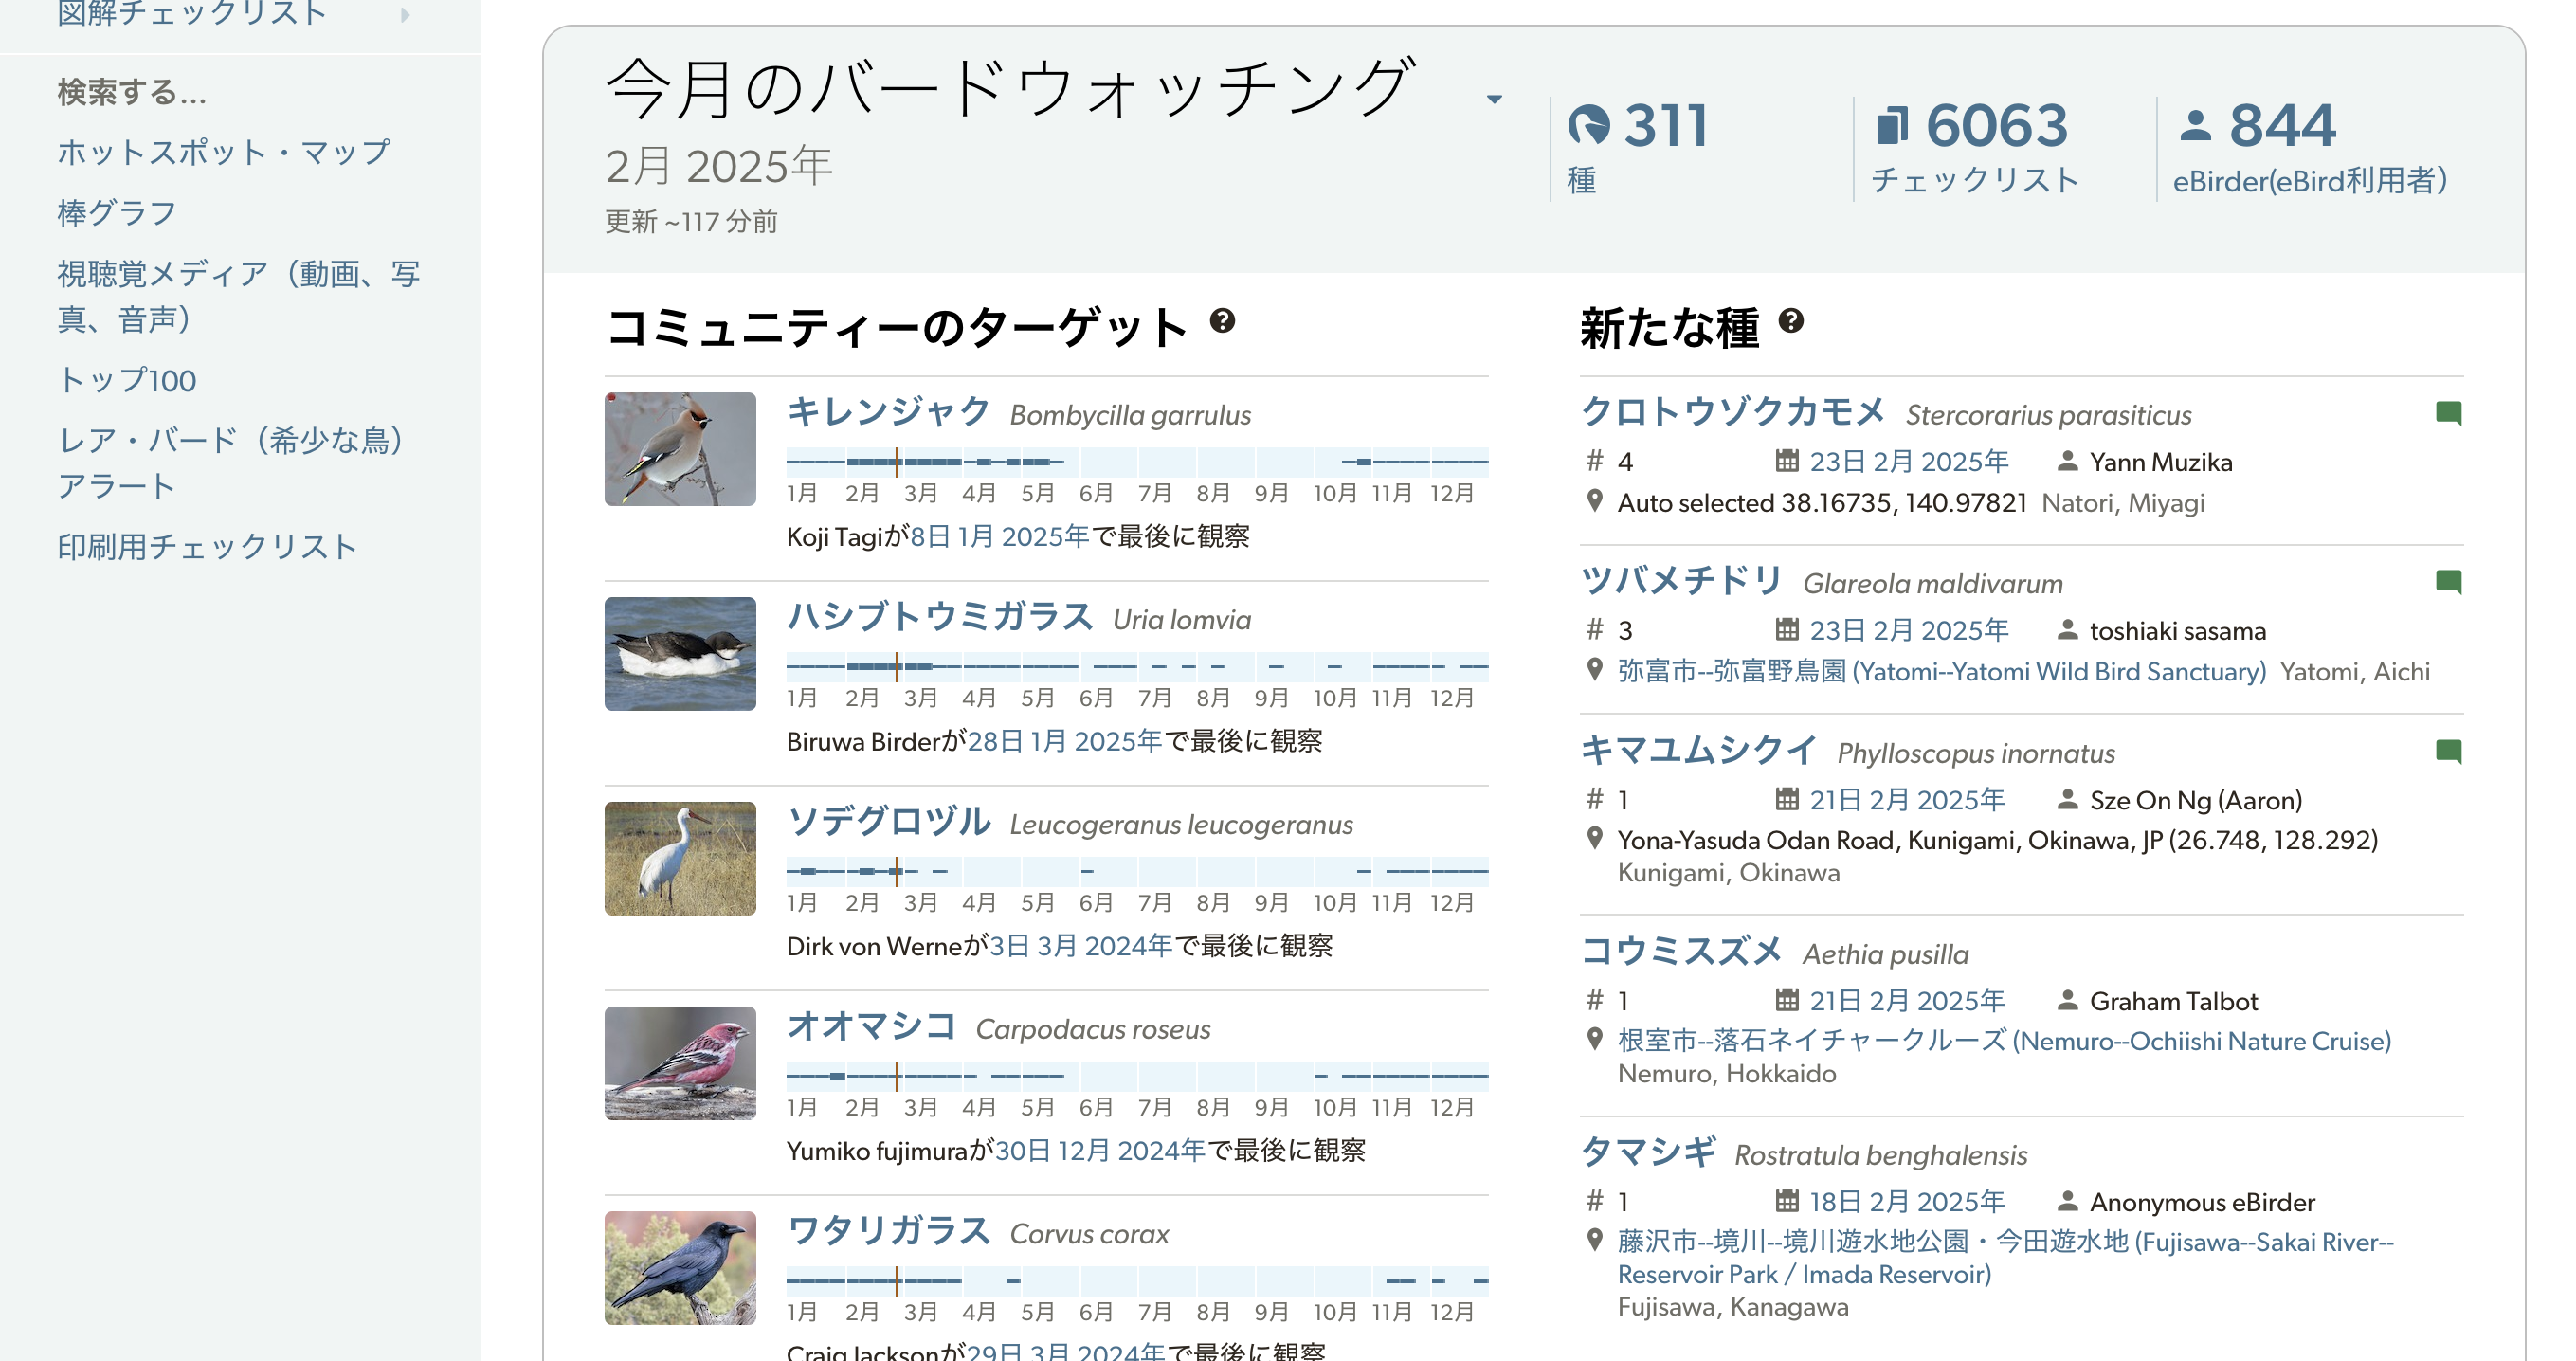 図解チェックリスト
検索する...
ホットスポット・マップ
棒グラフ
視聴覚メディア（動画、写
真、音声）
トップ100
レア・バード（希少な鳥）
アラート
印刷用チェックリスト
今月のバードウォッチング
2月 2025年
更新 ~117 分前
311
種
6063
チェックリスト
844
eBirder(eBird利用者）
コミュニティーのターゲット ?
キレンジャク Bombycilla garrulus
1月 2月 3月 4月 5月 6月 7月 8月 9月 10月 11月 12月
Koji Tagiが8日 1月 2025年で最後に観察
ハシブトウミガラス Uria lomvia
1月 2月 3月 4月 5月 6月 7月 8月 9月 10月 11月 12月
Biruwa Birderが28日 1月 2025年で最後に観察
ソデグロヅル Leucogeranus leucogeranus
1月 2月 3月 4月 5月 6月 7月 8月 9月 10月 11月 12月
Dirk von Werneが3日 3月 2024年で最後に観察
オオマシコ Carpodacus roseus
1月 2月 3月 4月 5月 6月 7月 8月 9月 10月 11月 12月
Yumiko fujimuraが30日 12月 2024年で最後に観察
ワタリガラス Corvus corax
1月 2月 3月 4月 5月 6月 7月 8月 9月 10月 11月 12月
Craig Jacksonが29日 3月 2024年で最後に観察
新たな種 ?
クロトウゾクカモメ Stercorarius parasiticus
# 4 23日 2月 2025年 Yann Muzika
Auto selected 38.16735, 140.97821 Natori, Miyagi
ツバメチドリ Glareola maldivarum
# 3 23日 2月 2025年 toshiaki sasama
弥富市--弥富野鳥園 (Yatomi--Yatomi Wild Bird Sanctuary) Yatomi, Aichi
キマユムシクイ Phylloscopus inornatus
# 1 21日 2月 2025年 Sze On Ng (Aaron)
Yona-Yasuda Odan Road, Kunigami, Okinawa, JP (26.748, 128.292)
Kunigami, Okinawa
コウミスズメ Aethia pusilla
# 1 21日 2月 2025年 Graham Talbot
根室市--落石ネイチャークルーズ (Nemuro--Ochiishi Nature Cruise)
Nemuro, Hokkaido
タマシギ Rostratula benghalensis
# 1 18日 2月 2025年 Anonymous eBirder
藤沢市--境川--境川遊水地公園・今田遊水地 (Fujisawa--Sakai River--
Reservoir Park / Imada Reservoir)
Fujisawa, Kanagawa